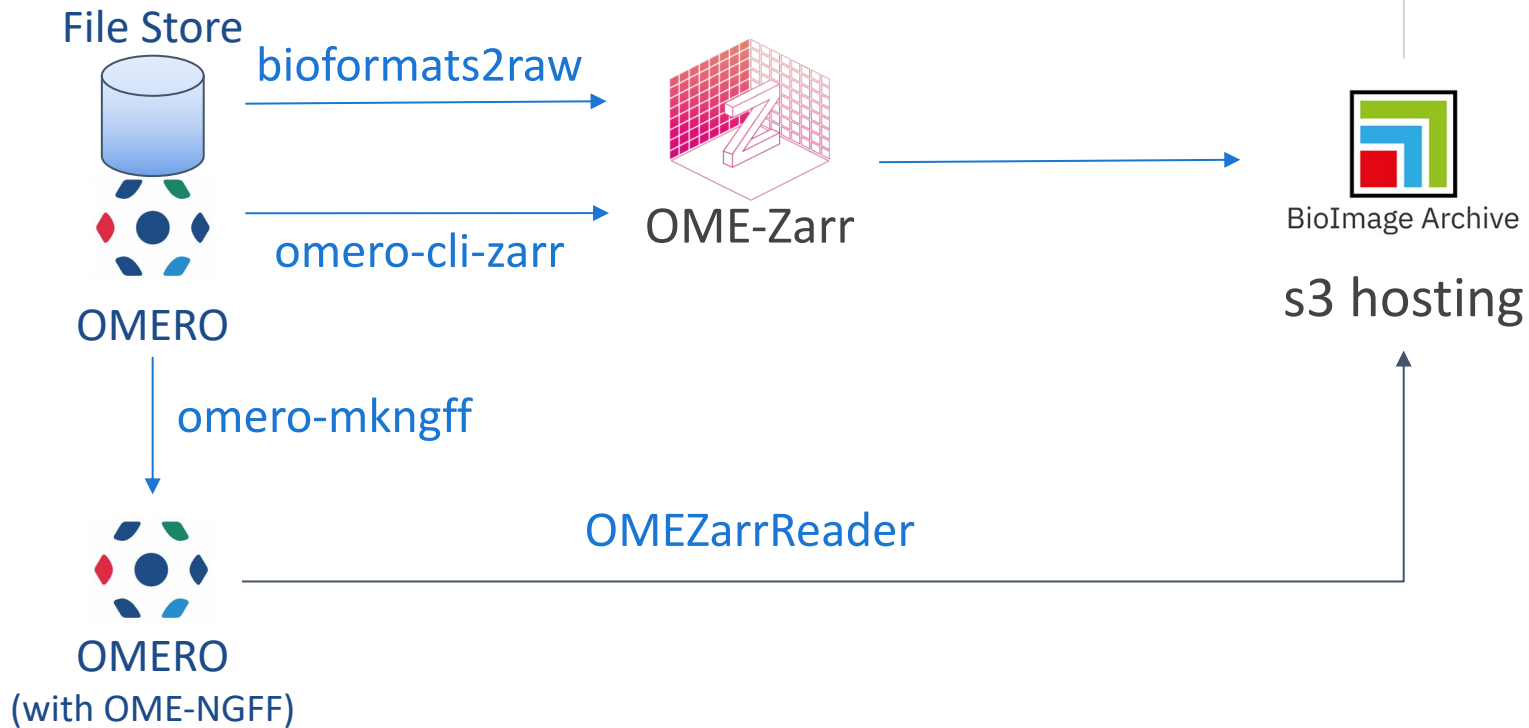 File Store
bioformats2raw
omero-cli-zarr
OMERO
OME-Zarr
BioImage Archive
s3 hosting
omero-mkngff
OMEZarrReader
OMERO
(with OME-NGFF)